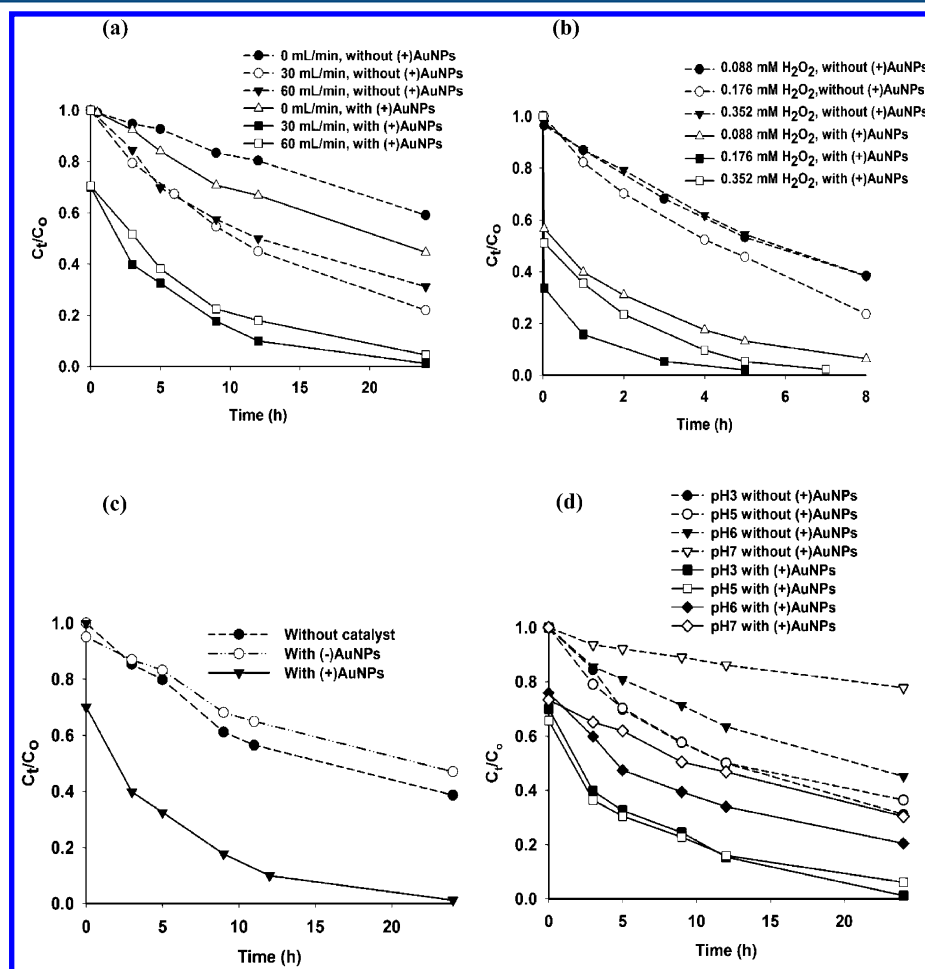 (a)
0 mL/min, without (+)AuNPs
30 mL/min, without (+)AuNPs
60 mL/min, without (+)AuNPs
0 mL/min, with (+)AuNPs
30 mL/min, with (+)AuNPs
60 mL/min, with (+)AuNPs
1.0
0.8
0.6
0.4
0.2
0.0
Ct/Co
0 5 10 15 20
Time (h)
(b)
0.088 mM H2O2, without (+)AuNPs
0.176 mM H2O2,without (+)AuNPs
0.352 mM H2O2, without (+)AuNPs
0.088 mM H2O2, with (+)AuNPs
0.176 mM H2O2, with (+)AuNPs
0.352 mM H2O2, with (+)AuNPs
1.0
0.8
0.6
0.4
0.2
0.0
Ct/Co
0 2 4 6 8
Time (h)
(c)
Without catalyst
With (-)AuNPs
With (+)AuNPs
1.0
0.8
0.6
0.4
0.2
0.0
Ct/Co
0 5 10 15 20
Time (h)
(d)
pH3 without (+)AuNPs
pH5 without (+)AuNPs
pH6 without (+)AuNPs
pH7 without (+)AuNPs
pH3 with (+)AuNPs
pH5 with (+)AuNPs
pH6 with (+)AuNPs
pH7 with (+)AuNPs
1.0
0.8
0.6
0.4
0.2
0.0
Ct/Co
0 5 10 15 20
Time (h)